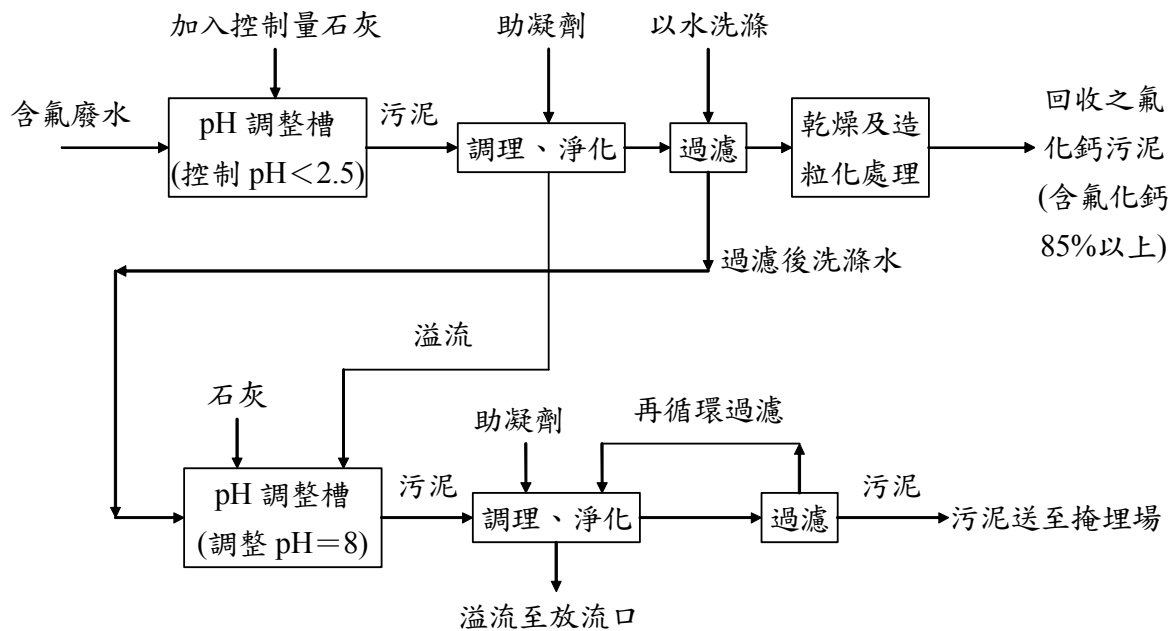 加入控制量石灰
助凝劑
以水洗滌
含氟廢水
pH 調整槽
(控制 pH＜2.5)
污泥
調理、淨化
過濾
乾燥及造
粒化處理
回收之氟
化鈣污泥
(含氟化鈣
85%以上)
過濾後洗滌水
溢流
石灰
助凝劑
再循環過濾
pH 調整槽
(調整 pH＝8)
污泥
調理、淨化
過濾
污泥
污泥送至掩埋場
溢流至放流口